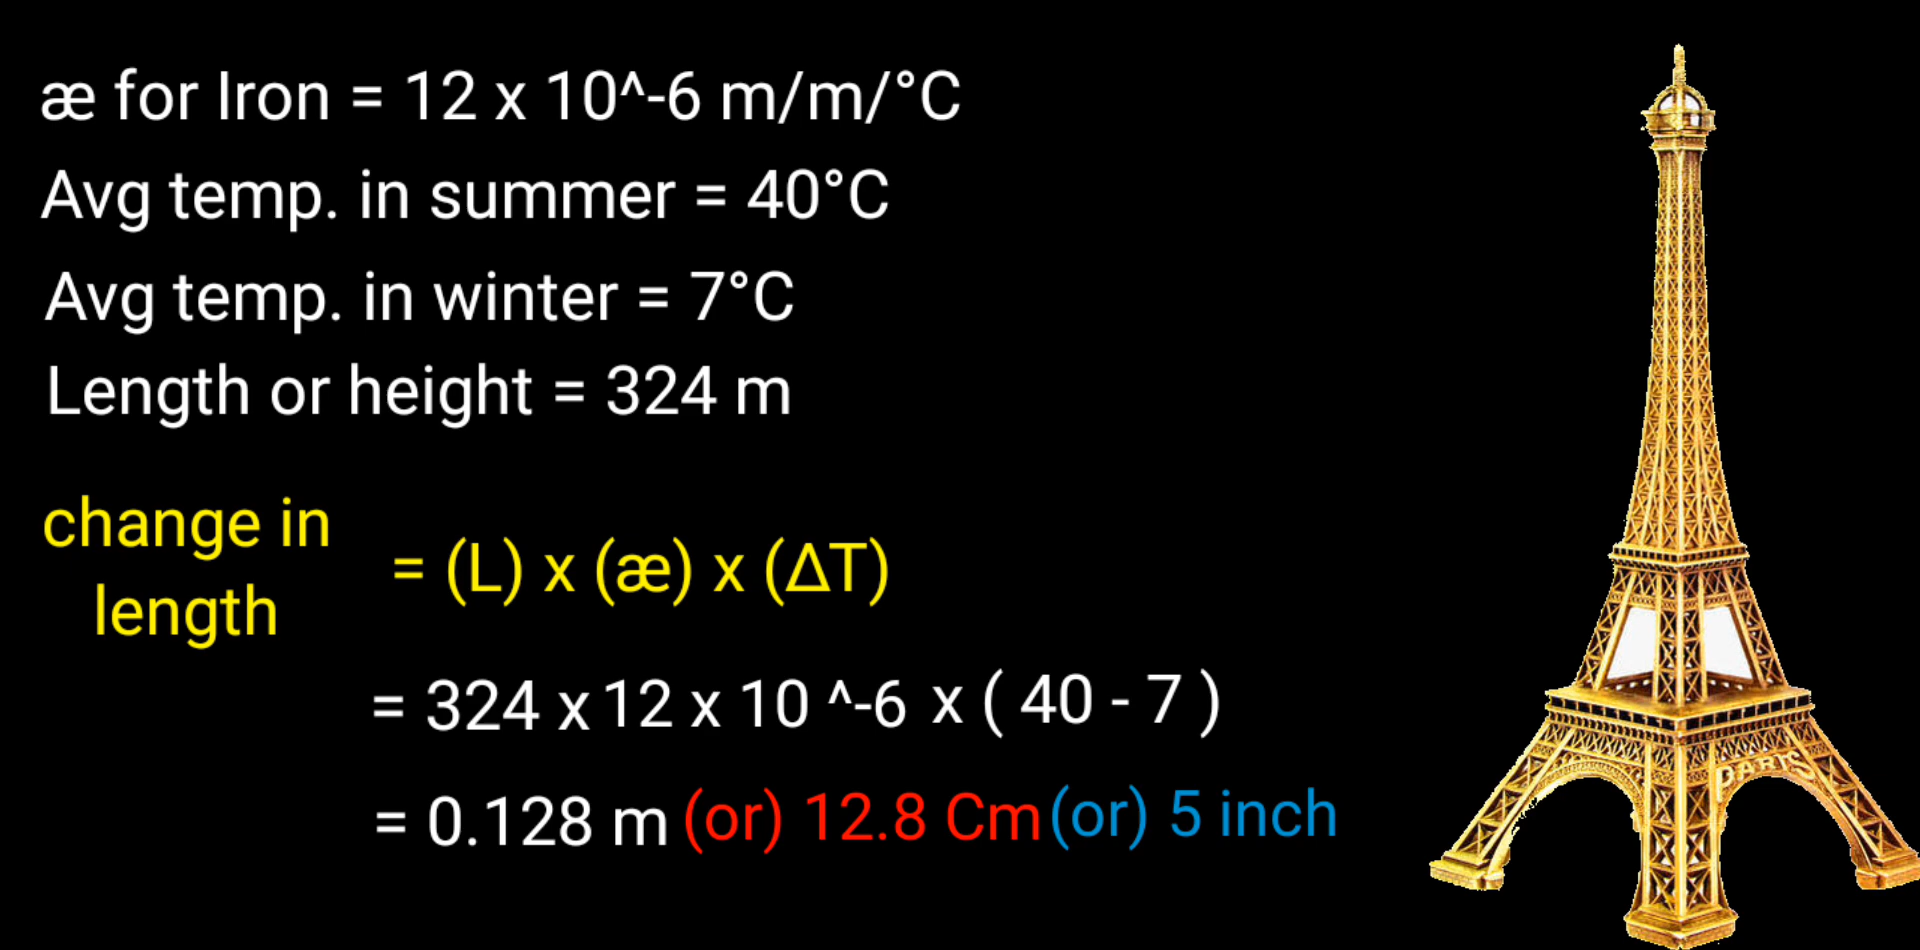 æ for Iron = 12 x 10^-6 m/m/°C
Avg temp. in summer = 40°C
Avg temp. in winter = 7°C
Length or height = 324 m
change in
length
= (L) x (æ) x (ΔT)
= 324 x 12 x 10 ^-6 x ( 40 - 7 )
= 0.128 m (or) 12.8 Cm (or) 5 inch
PARIS